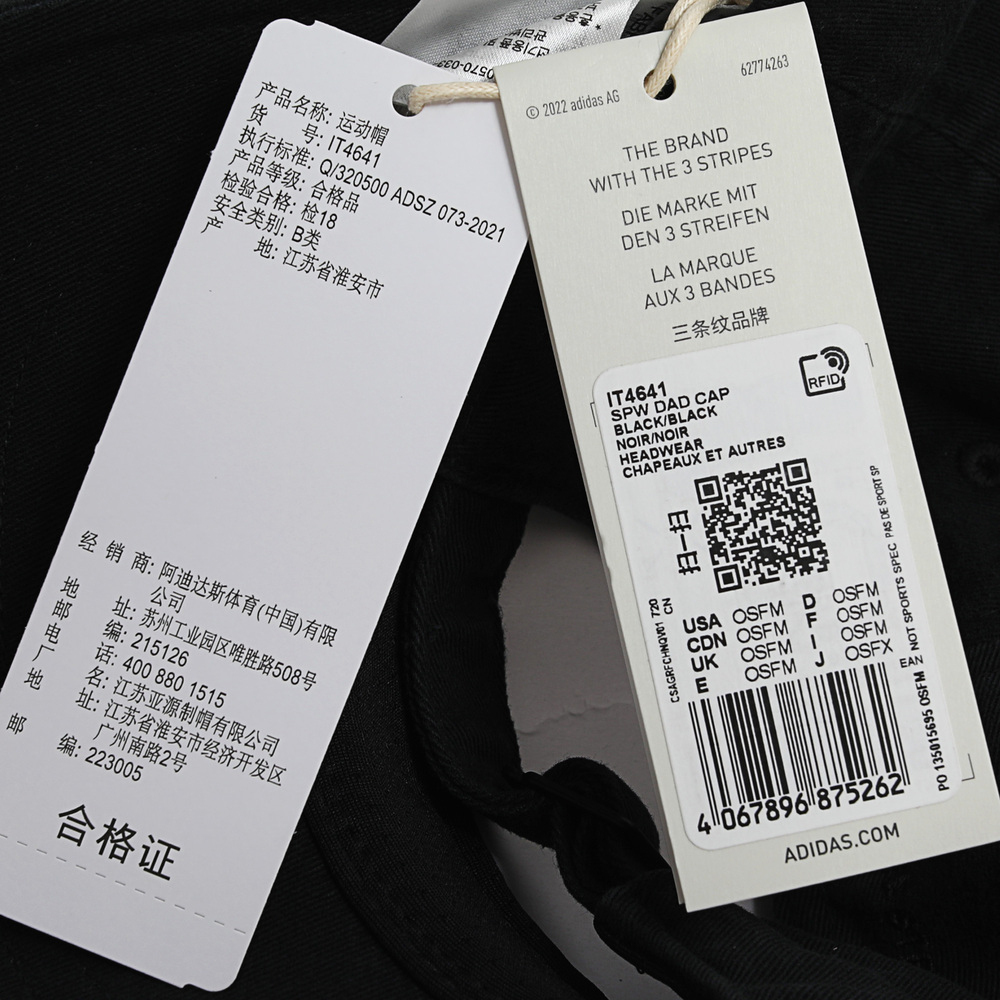 产品名称: 运动帽
货 号: IT4641
执行标准: Q/320500 ADSZ 073-2021
产品等级: 合格品
检验合格: 检18
安全类别: B类
产 地: 江苏省淮安市
经 销 商: 阿迪达斯体育(中国)有限
公司
地 址: 苏州工业园区唯胜路508号
邮 编: 215126
电 话: 400 880 1515
厂 名: 江苏亚源制帽有限公司
地 址: 江苏省淮安市经济开发区
广州南路2号
邮 编: 223005
合格证
62774263
© 2022 adidas AG
THE BRAND
WITH THE 3 STRIPES
DIE MARKE MIT
DEN 3 STREIFEN
LA MARQUE
AUX 3 BANDES
三条纹品牌
RFID
IT4641
SPW DAD CAP
BLACK/BLACK
NOIR/NOIR
HEADWEAR
CHAPEAUX ET AUTRES
CSAGRFCHNQV01 720
CN
USA OSFM D OSFM
CDN OSFM F OSFM
UK OSFM I OSFM
E OSFM J OSFX
EAN NOT SPORTS SPEC PAS DE SPORT SP
PO 135015695 OSFM
4 067896 875262
ADIDAS.COM